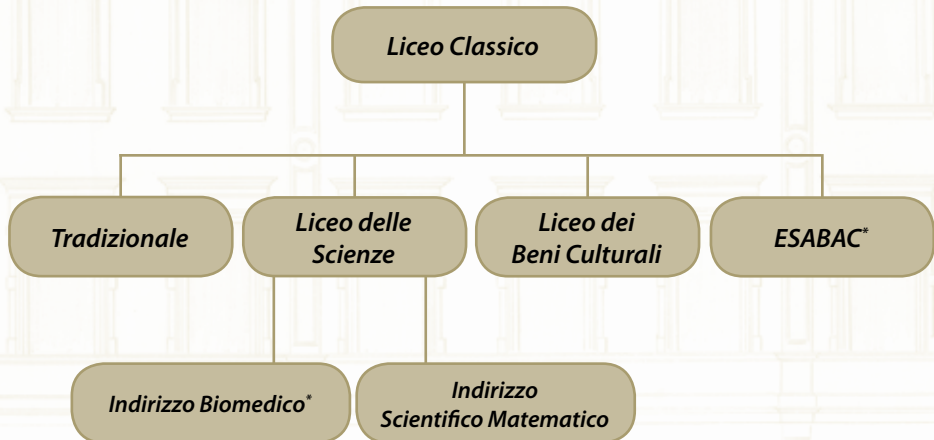 Liceo Classico
Tradizionale
Liceo delle
Scienze
Liceo dei
Beni Culturali
ESABAC*
Indirizzo Biomedico*
Indirizzo
Scientifico Matematico